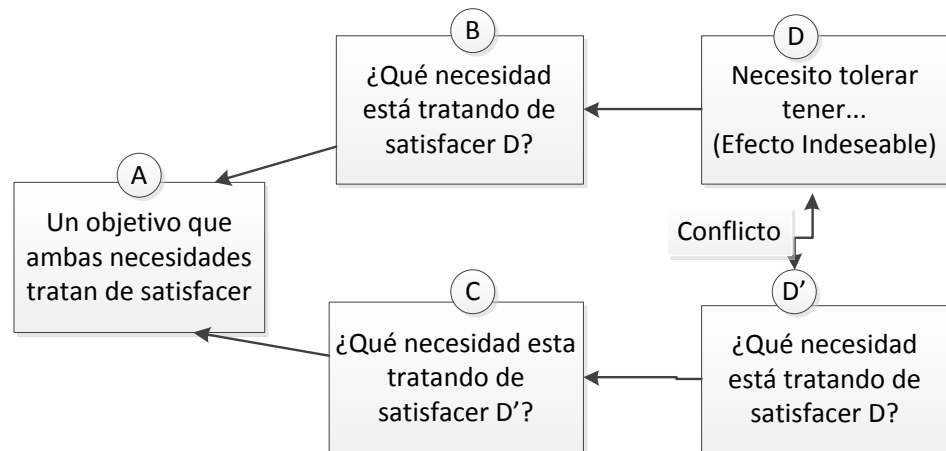 B
¿Qué necesidad
está tratando de
satisfacer D?
D
Necesito tolerar
tener...
(Efecto Indeseable)
A
Un objetivo que
ambas necesidades
tratan de satisfacer
Conflicto
C
¿Qué necesidad esta
tratando de
satisfacer D’?
D’
¿Qué necesidad
está tratando de
satisfacer D?